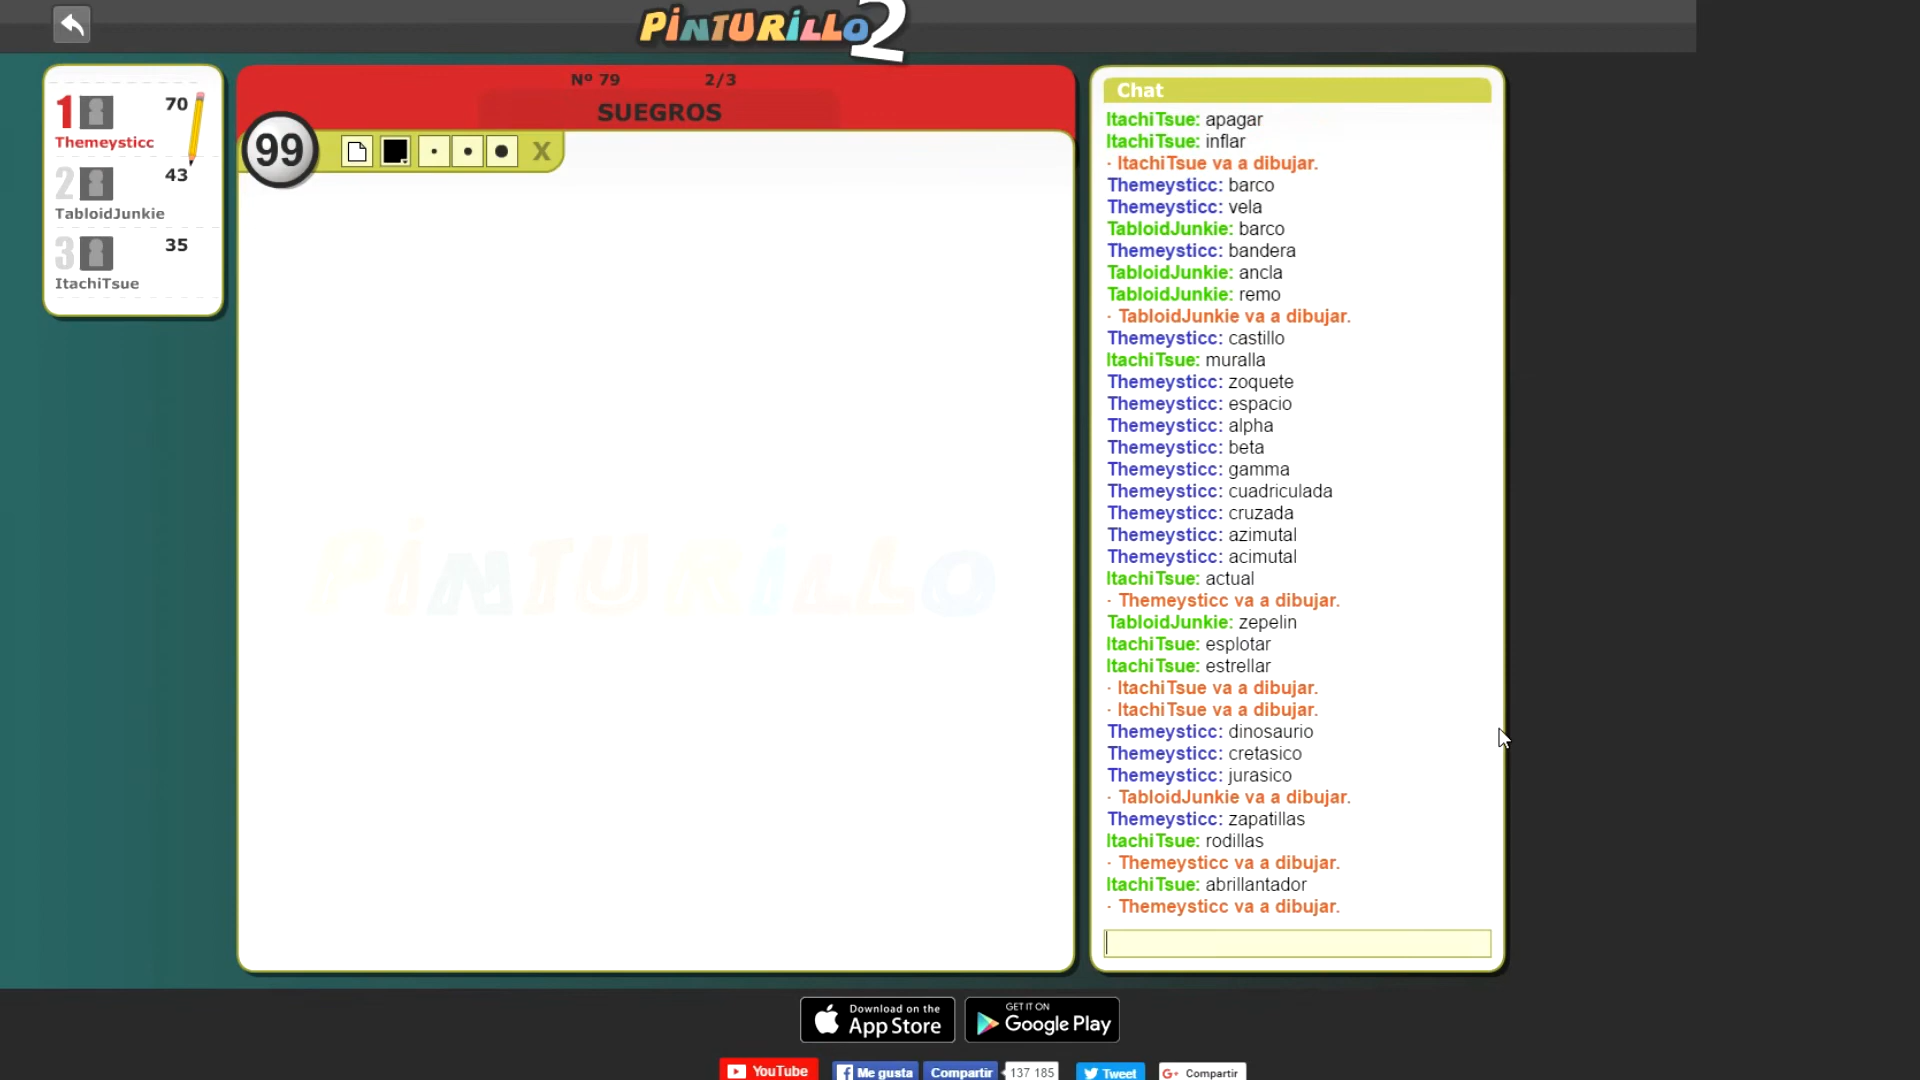 PiNTURiLLO 2
1
70
Themeysticc
2
43
TabloidJunkie
3
35
ItachiTsue
Nº 79
2/3
SUEGROS
99
X
PiNTURiLLO
Chat
ItachiTsue: apagar
ItachiTsue: inflar
· ItachiTsue va a dibujar.
Themeysticc: barco
Themeysticc: vela
TabloidJunkie: barco
Themeysticc: bandera
TabloidJunkie: ancla
TabloidJunkie: remo
· TabloidJunkie va a dibujar.
Themeysticc: castillo
ItachiTsue: muralla
Themeysticc: zoquete
Themeysticc: espacio
Themeysticc: alpha
Themeysticc: beta
Themeysticc: gamma
Themeysticc: cuadriculada
Themeysticc: cruzada
Themeysticc: azimutal
Themeysticc: acimutal
ItachiTsue: actual
· Themeysticc va a dibujar.
TabloidJunkie: zepelin
ItachiTsue: esplotar
ItachiTsue: estrellar
· ItachiTsue va a dibujar.
· ItachiTsue va a dibujar.
Themeysticc: dinosaurio
Themeysticc: cretasico
Themeysticc: jurasico
· TabloidJunkie va a dibujar.
Themeysticc: zapatillas
ItachiTsue: rodillas
· Themeysticc va a dibujar.
ItachiTsue: abrillantador
· Themeysticc va a dibujar.
Download on the
App Store
GET IT ON
Google Play
YouTube
Me gusta
Compartir
137 185
Tweet
G+ Compartir